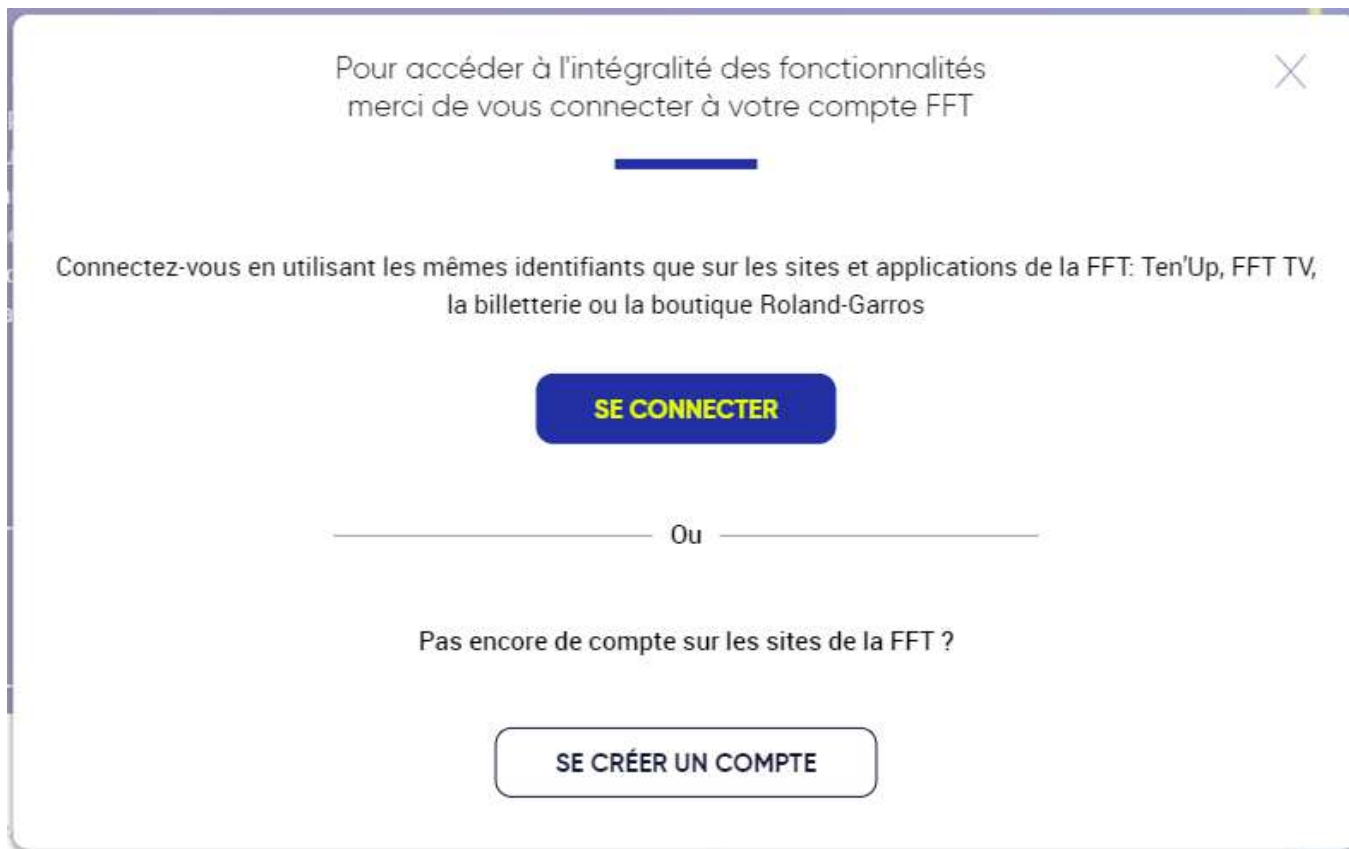 Pour accéder à l'intégralité des fonctionnalités
merci de vous connecter à votre compte FFT
Connectez-vous en utilisant les mêmes identifiants que sur les sites et applications de la FFT: Ten'Up, FFT TV,
la billetterie ou la boutique Roland-Garros
SE CONNECTER
Ou
Pas encore de compte sur les sites de la FFT ?
SE CRÉER UN COMPTE